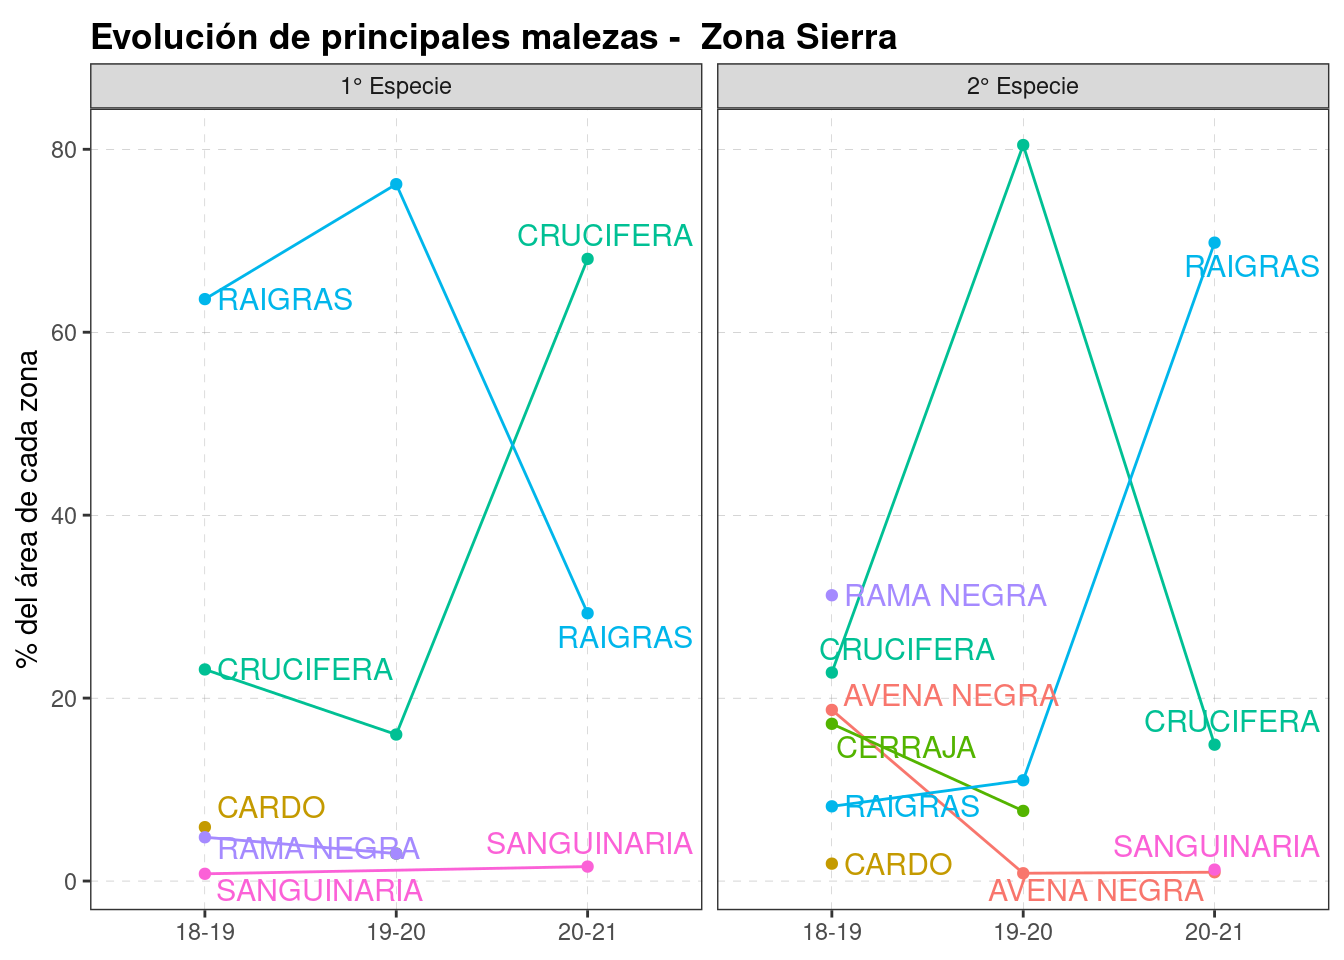 Evolución de principales malezas -  Zona Sierra
1° Especie
2° Especie
% del área de cada zona
80
60
40
20
0
CRUCIFERA
RAIGRAS
RAIGRAS
CRUCIFERA
CARDO
RAMA NEGRA
SANGUINARIA
SANGUINARIA
RAIGRAS
RAMA NEGRA
CRUCIFERA
AVENA NEGRA
CRUCIFERA
CERRAJA
RAIGRAS
SANGUINARIA
CARDO
AVENA NEGRA
18-19
19-20
20-21
18-19
19-20
20-21